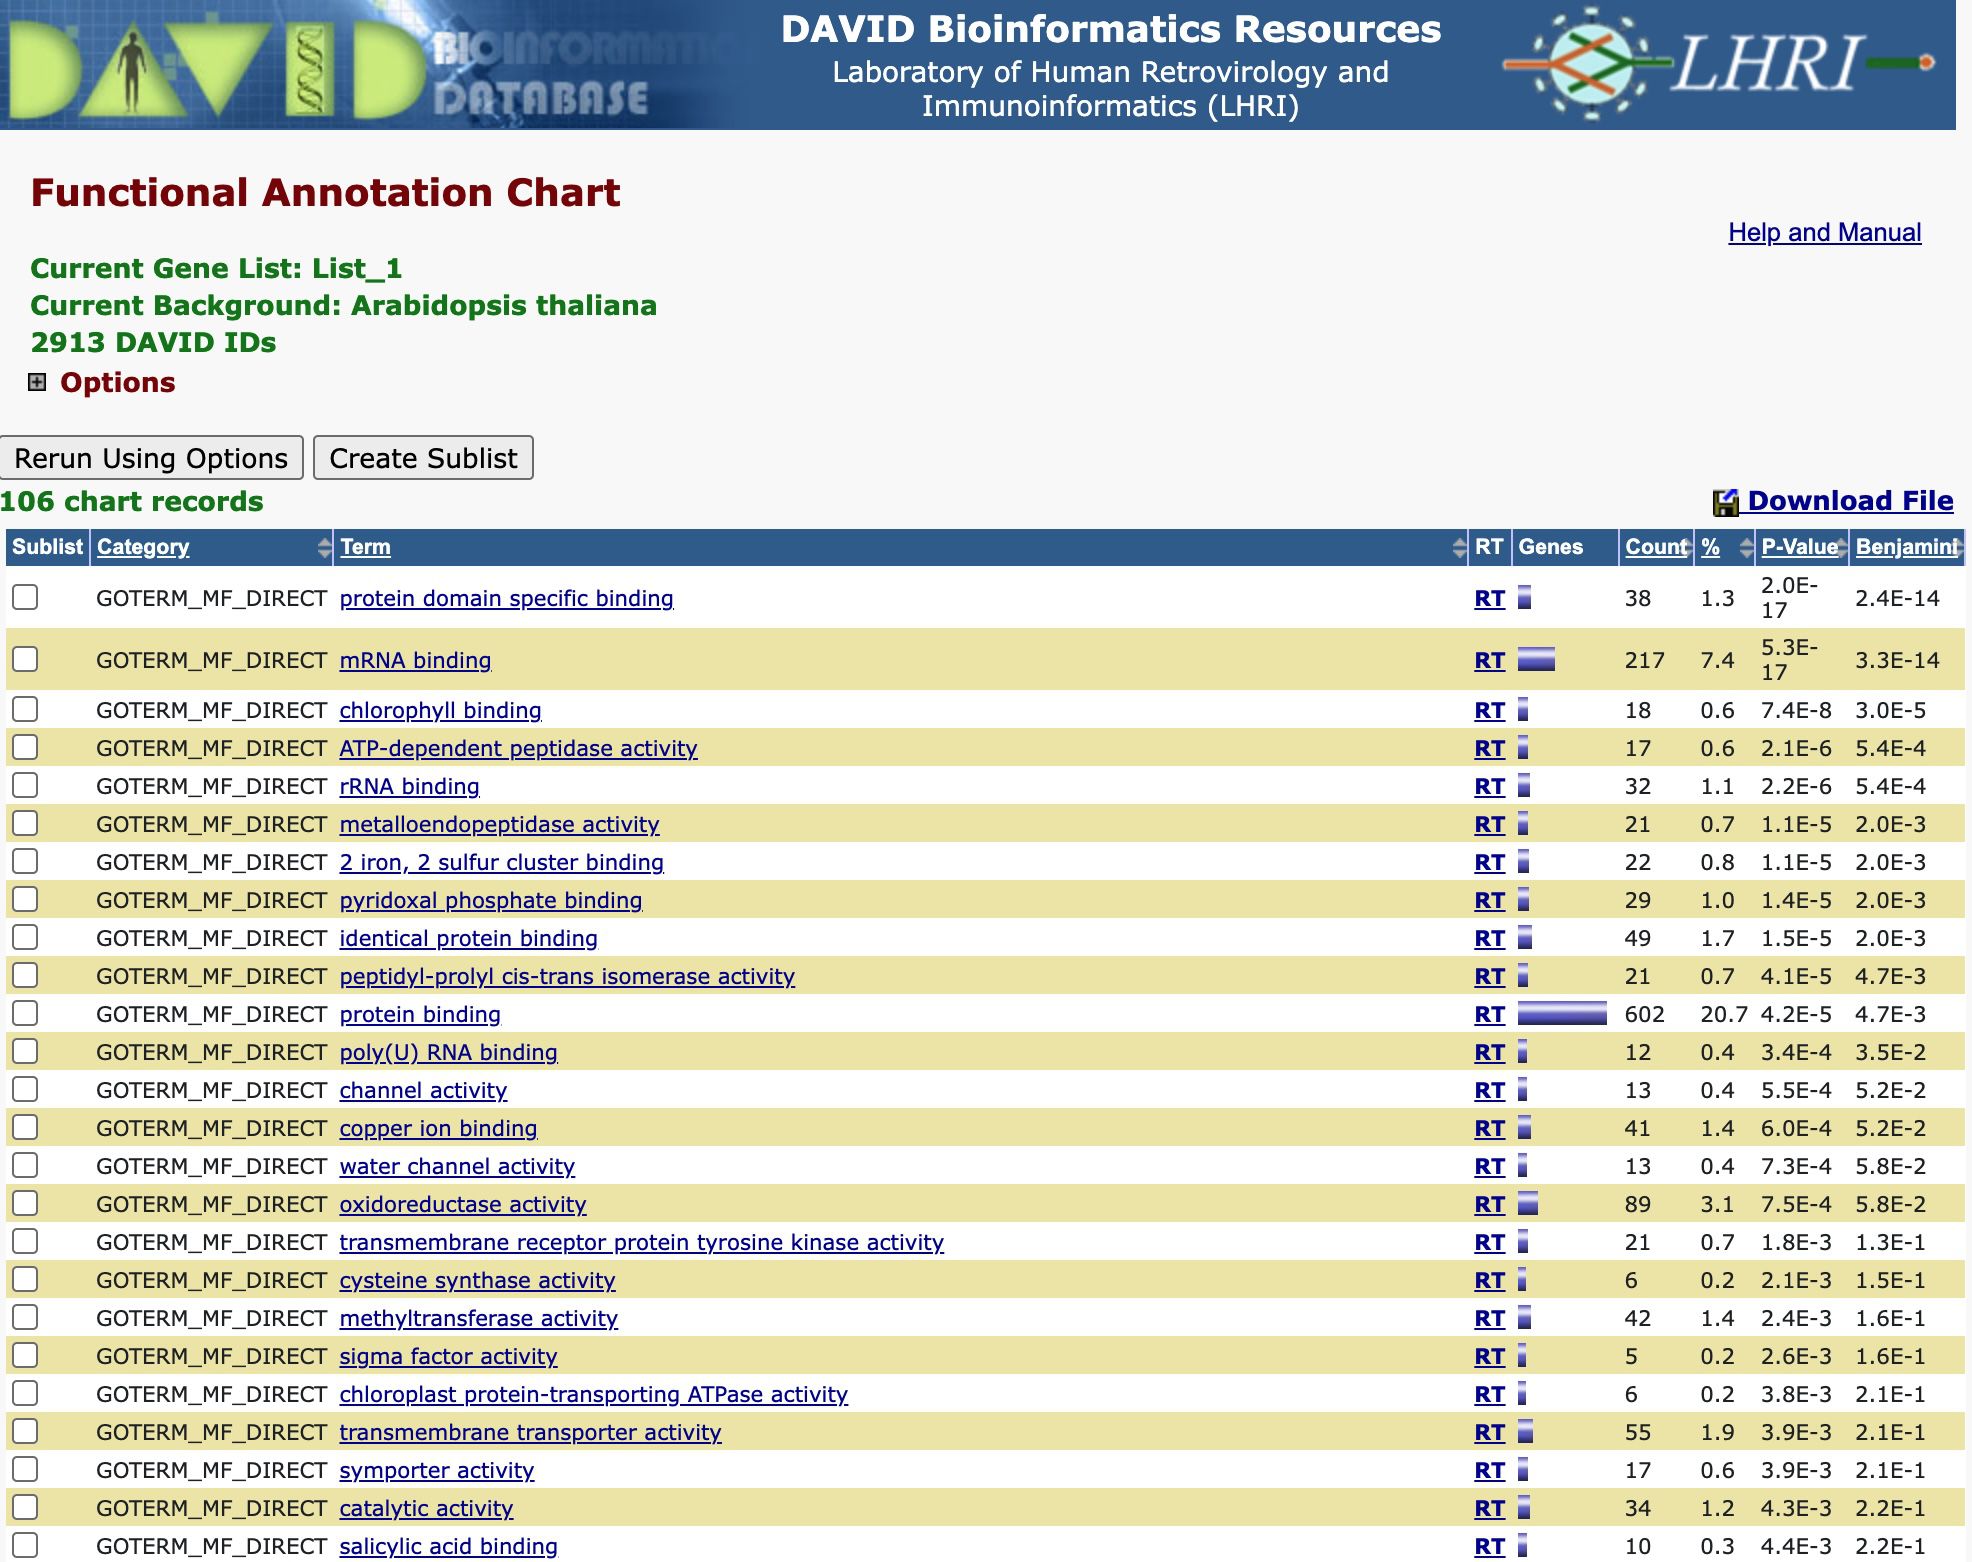 DAVID BIOINFORMATICS DATABASE
DAVID Bioinformatics Resources
Laboratory of Human Retrovirology and
Immunoinformatics (LHRI)
LHRI
Functional Annotation Chart
Help and Manual
Current Gene List: List_1
Current Background: Arabidopsis thaliana
2913 DAVID IDs
Options
Rerun Using Options Create Sublist
106 chart records Download File
Sublist Category Term RT Genes Count % P-Value Benjamini
GOTERM_MF_DIRECT protein domain specific binding RT 38 1.3 2.0E-17 2.4E-14
GOTERM_MF_DIRECT mRNA binding RT 217 7.4 5.3E-17 3.3E-14
GOTERM_MF_DIRECT chlorophyll binding RT 18 0.6 7.4E-8 3.0E-5
GOTERM_MF_DIRECT ATP-dependent peptidase activity RT 17 0.6 2.1E-6 5.4E-4
GOTERM_MF_DIRECT rRNA binding RT 32 1.1 2.2E-6 5.4E-4
GOTERM_MF_DIRECT metalloendopeptidase activity RT 21 0.7 1.1E-5 2.0E-3
GOTERM_MF_DIRECT 2 iron, 2 sulfur cluster binding RT 22 0.8 1.1E-5 2.0E-3
GOTERM_MF_DIRECT pyridoxal phosphate binding RT 29 1.0 1.4E-5 2.0E-3
GOTERM_MF_DIRECT identical protein binding RT 49 1.7 1.5E-5 2.0E-3
GOTERM_MF_DIRECT peptidyl-prolyl cis-trans isomerase activity RT 21 0.7 4.1E-5 4.7E-3
GOTERM_MF_DIRECT protein binding RT 602 20.7 4.2E-5 4.7E-3
GOTERM_MF_DIRECT poly(U) RNA binding RT 12 0.4 3.4E-4 3.5E-2
GOTERM_MF_DIRECT channel activity RT 13 0.4 5.5E-4 5.2E-2
GOTERM_MF_DIRECT copper ion binding RT 41 1.4 6.0E-4 5.2E-2
GOTERM_MF_DIRECT water channel activity RT 13 0.4 7.3E-4 5.8E-2
GOTERM_MF_DIRECT oxidoreductase activity RT 89 3.1 7.5E-4 5.8E-2
GOTERM_MF_DIRECT transmembrane receptor protein tyrosine kinase activity RT 21 0.7 1.8E-3 1.3E-1
GOTERM_MF_DIRECT cysteine synthase activity RT 6 0.2 2.1E-3 1.5E-1
GOTERM_MF_DIRECT methyltransferase activity RT 42 1.4 2.4E-3 1.6E-1
GOTERM_MF_DIRECT sigma factor activity RT 5 0.2 2.6E-3 1.6E-1
GOTERM_MF_DIRECT chloroplast protein-transporting ATPase activity RT 6 0.2 3.8E-3 2.1E-1
GOTERM_MF_DIRECT transmembrane transporter activity RT 55 1.9 3.9E-3 2.1E-1
GOTERM_MF_DIRECT symporter activity RT 17 0.6 3.9E-3 2.1E-1
GOTERM_MF_DIRECT catalytic activity RT 34 1.2 4.3E-3 2.2E-1
GOTERM_MF_DIRECT salicylic acid binding RT 10 0.3 4.4E-3 2.2E-1